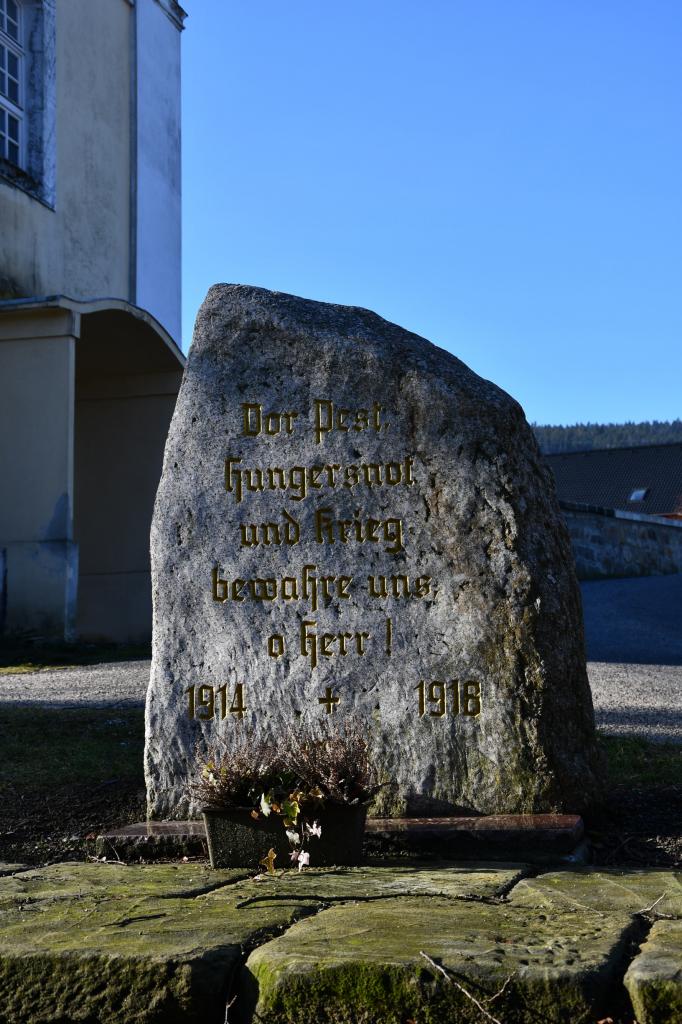 Vor Pest,
Hungersnot
und Krieg
bewahre uns,
o Herr!
1914 + 1918